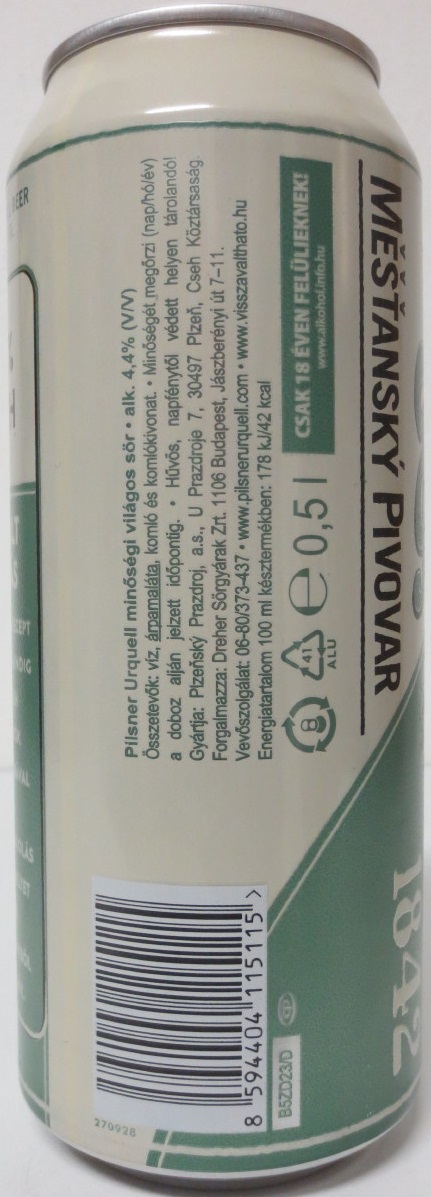 Pilsner Urquell minőségi világos sör • alk. 4,4% (V/V)
Összetevők: víz, árpamaláta, komló és komlókivonat. • Minőségét megőrzi (nap/hó/év)
a doboz alján jelzett időpontig. • Hűvös, napfénytől védett helyen tárolandó!
Gyártja: Plzeňský Prazdroj, a.s., U Prazdroje 7, 30497 Plzeň, Cseh Köztársaság.
Forgalmazza: Dreher Sörgyárak Zrt. 1106 Budapest, Jászberényi út 7–11.
Vevőszolgálat: 06-80/373-437 • www.pilsnerurquell.com • www.visszavalthato.hu
Energiatartalom 100 ml késztermékben: 178 kJ/42 kcal
41
ALU
e 0,5 l
CSAK 18 ÉVEN FELÜLIEKNEK!
www.alkohol.info.hu
MĚŠŤANSKÝ PIVOVAR
1842
8 594404 115115 >
B5ZD23/D
270928
BEER